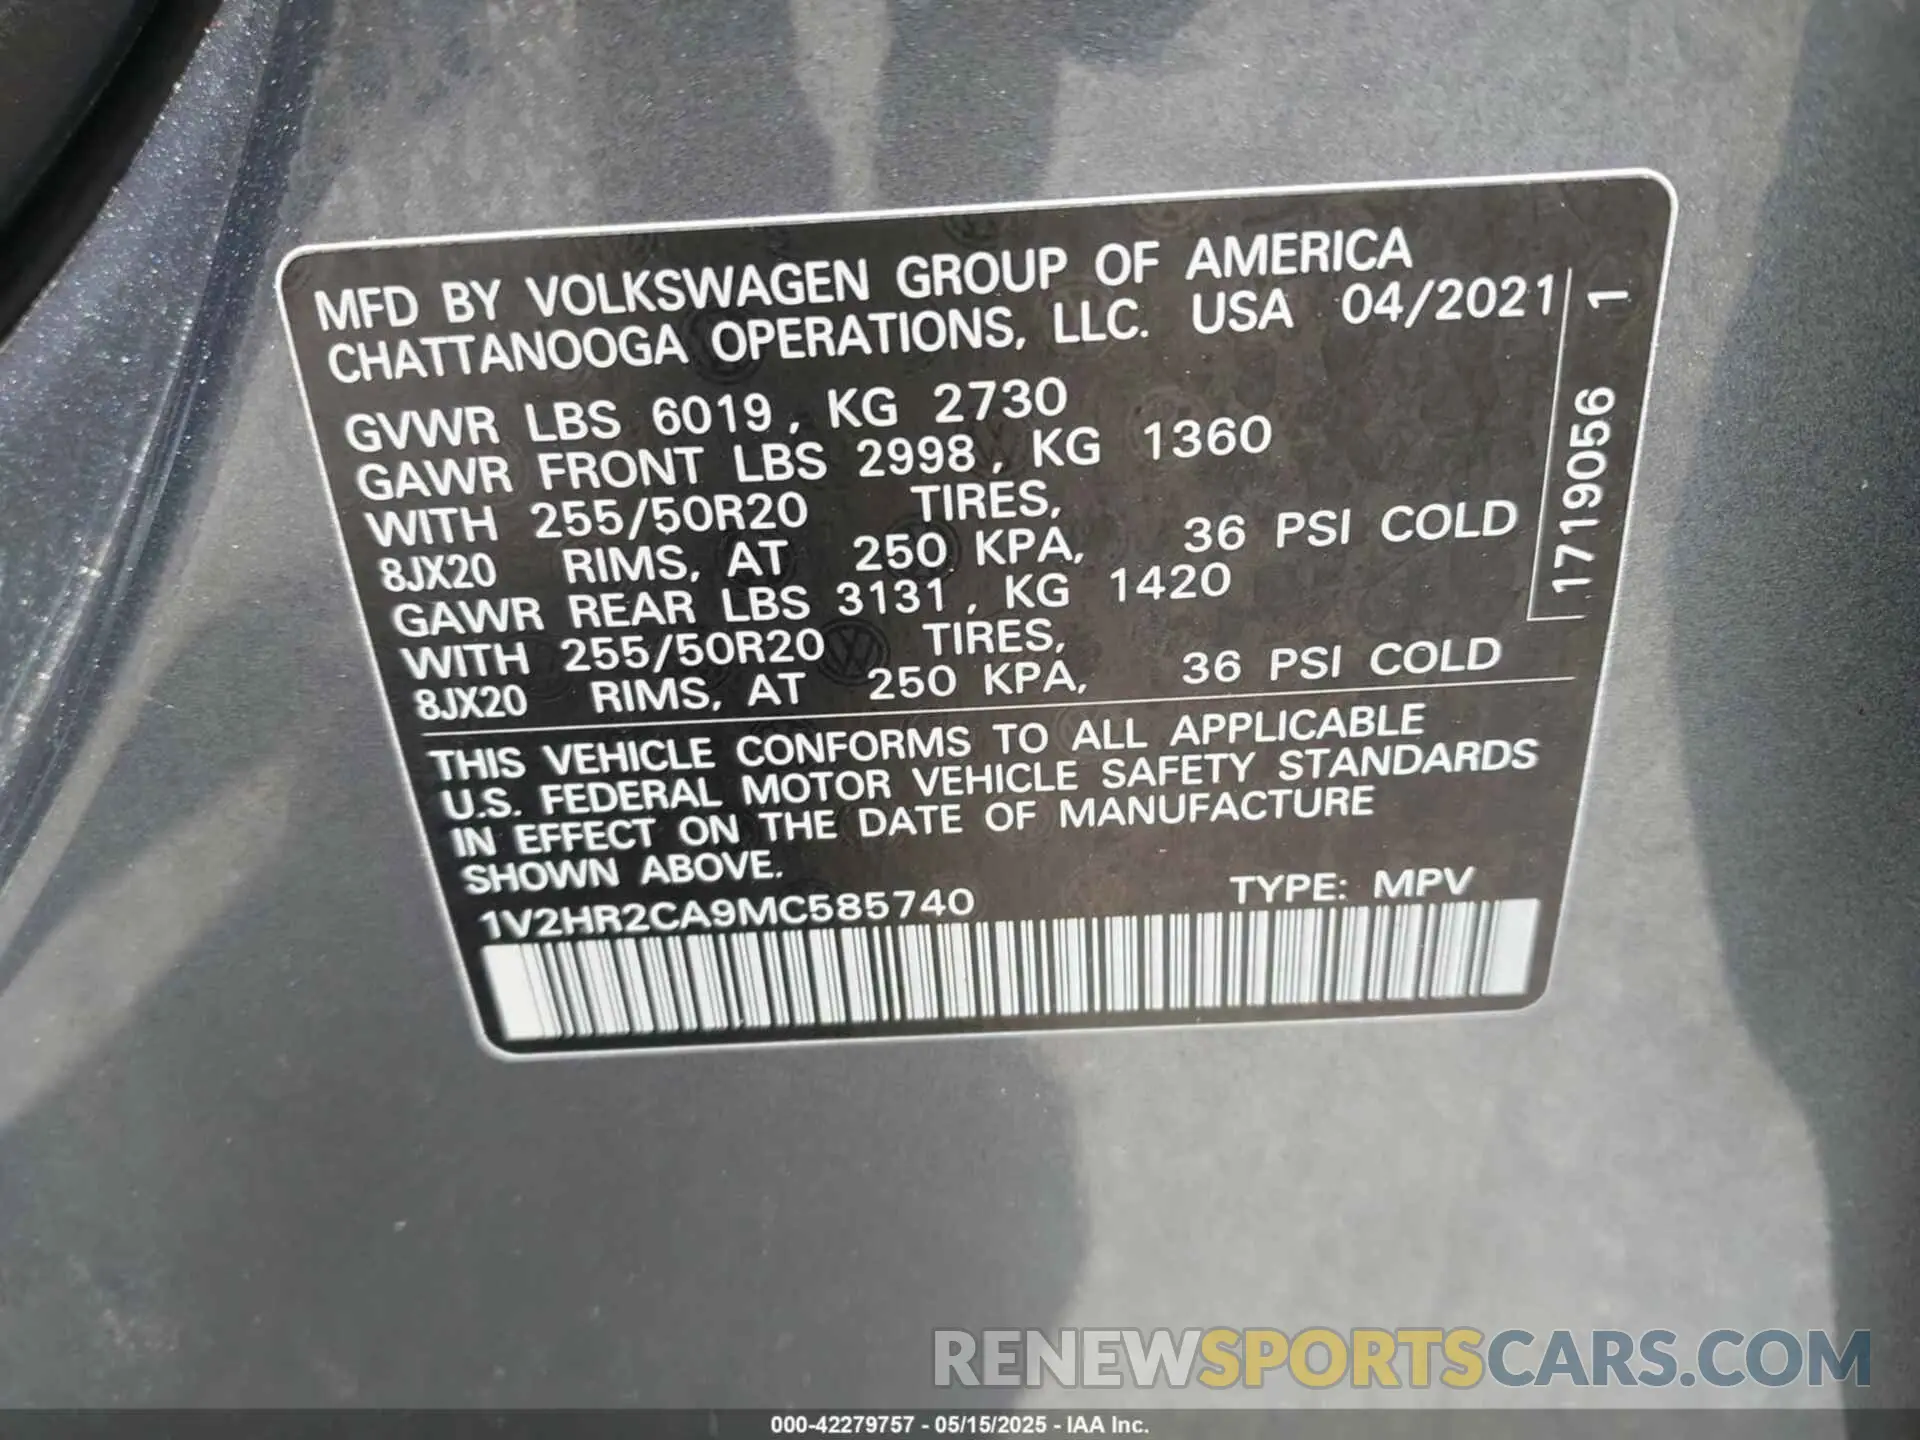 MFD BY VOLKSWAGEN GROUP OF AMERICA
CHATTANOOGA OPERATIONS, LLC. USA 04/2021
GVWR LBS 6019, KG 2730
GAWR FRONT LBS 2998, KG 1360
WITH 255/50R20 TIRES,
8JX20 RIMS, AT 250 KPA, 36 PSI COLD
GAWR REAR LBS 3131, KG 1420
WITH 255/50R20 TIRES,
8JX20 RIMS, AT 250 KPA, 36 PSI COLD
1719056 1
THIS VEHICLE CONFORMS TO ALL APPLICABLE
U.S. FEDERAL MOTOR VEHICLE SAFETY STANDARDS
IN EFFECT ON THE DATE OF MANUFACTURE
SHOWN ABOVE.
1V2HR2CA9MC585740 TYPE: MPV
RENEWSPORTSCARS.COM
000-42279757 - 05/15/2025 - IAA Inc.